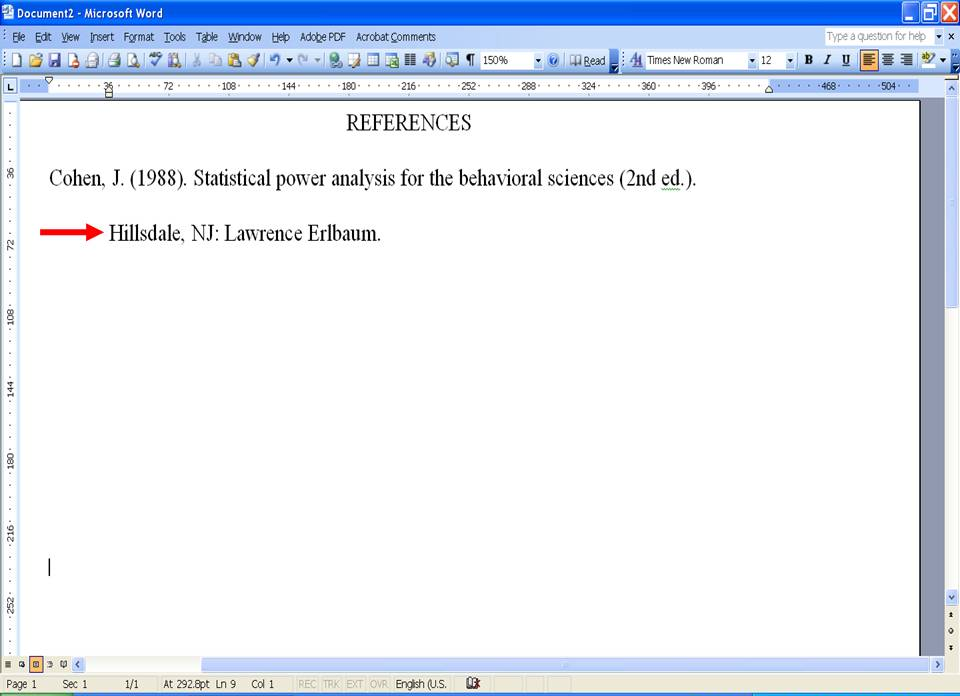 Document2 - Microsoft Word
File Edit View Insert Format Tools Table Window Help Adobe PDF Acrobat Comments Type a question for help
150% Read Times New Roman 12 B I U
L 36 72 108 144 180 216 252 288 324 360 396 468 504
REFERENCES
Cohen, J. (1988). Statistical power analysis for the behavioral sciences (2nd ed.).
Hillsdale, NJ: Lawrence Erlbaum.
36
72
108
144
180
216
252
Page 1 Sec 1 1/1 At 292.8pt Ln 9 Col 1 REC TRK EXT OVR English (U.S.